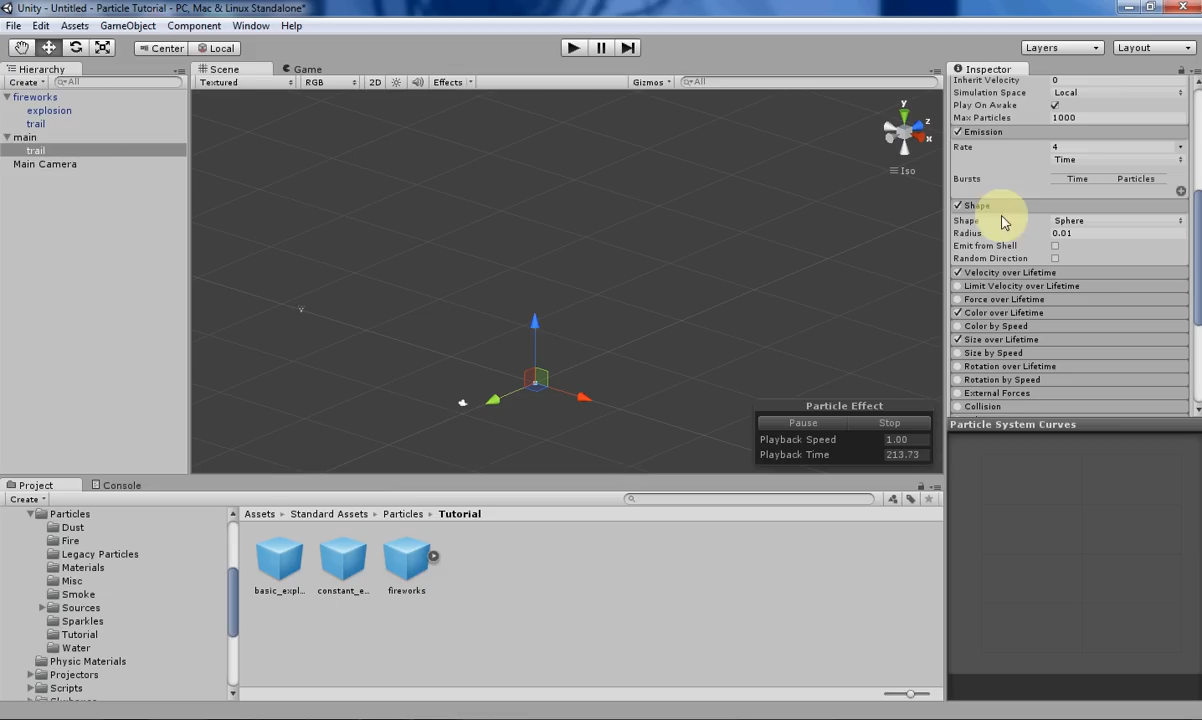 Unity - Untitled - Particle Tutorial - PC, Mac & Linux Standalone*
File Edit Assets GameObject Component Window Help
Center Local Layers Layout
Hierarchy
Create All
fireworks
explosion
trail
main
trail
Main Camera
Scene Game
Textured RGB 2D Effects Gizmos All
y
z
x
Iso
Particle Effect
Pause Stop
Playback Speed 1.00
Playback Time 213.73
Inspector
Inherit Velocity 0
Simulation Space Local
Play On Awake
Max Particles 1000
Emission
Rate 4
Time
Bursts Time Particles
Shape
Shape Sphere
Radius 0.01
Emit from Shell
Random Direction
Velocity over Lifetime
Limit Velocity over Lifetime
Force over Lifetime
Color over Lifetime
Color by Speed
Size over Lifetime
Size by Speed
Rotation over Lifetime
Rotation by Speed
External Forces
Collision
Particle System Curves
Project Console
Create
Particles
Dust
Fire
Legacy Particles
Materials
Misc
Smoke
Sources
Sparkles
Tutorial
Water
Physic Materials
Projectors
Scripts
Assets Standard Assets Particles Tutorial
basic_expl... constant_e... fireworks